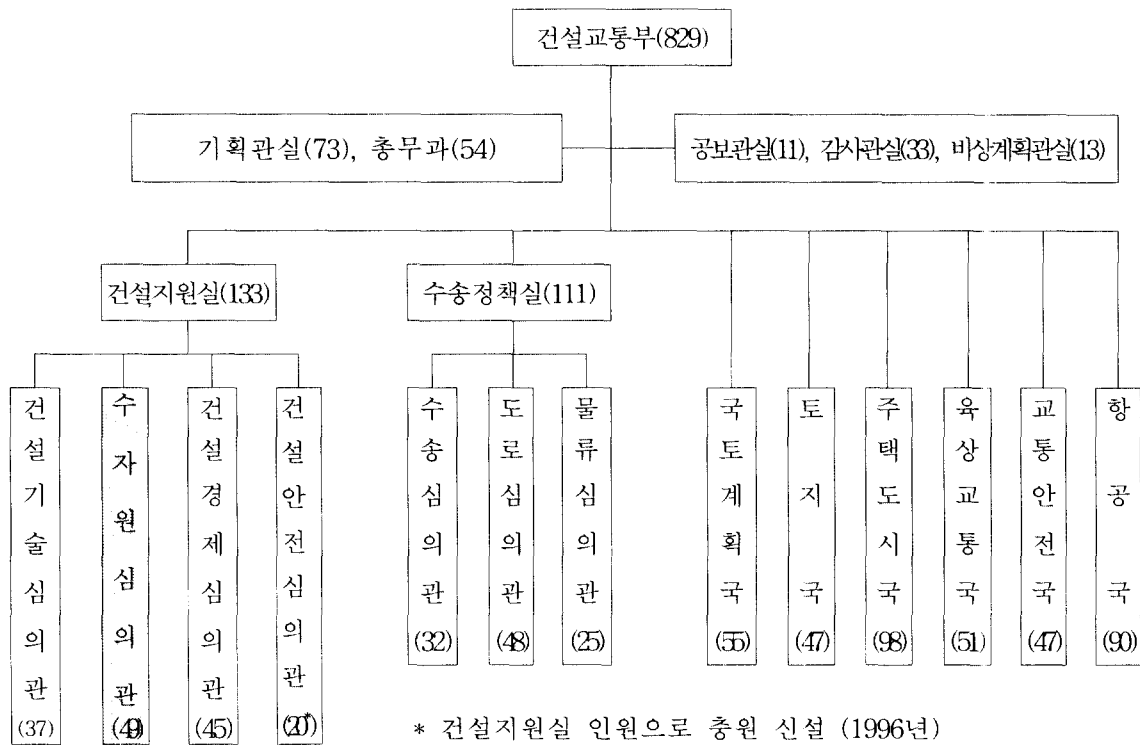 건설교통부(829)
기획관실(73), 총무과(54)
공보관실(11), 감사관실(33), 비상계획관실(13)
건설지원실(133)
수송정책실(111)
건설기술심의관(37)
수자원심의관(49)
건설경제심의관(45)
건설안전심의관(20*)
수송심의관(32)
도로심의관(48)
물류심의관(25)
국토계획국(55)
토지국(47)
주택도시국(98)
육상교통국(51)
교통안전국(47)
항공국(90)
* 건설지원실 인원으로 충원 신설 (1996년)